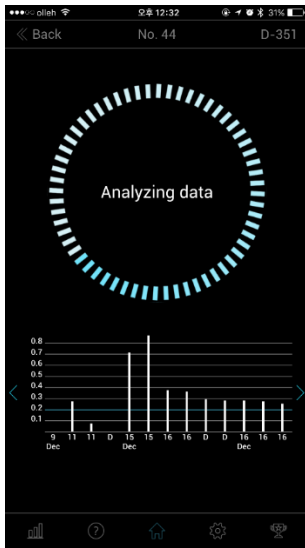 olleh 오후 12:32 31%
Back No. 44 D-351
Analyzing data
0.8
0.7
0.6
0.5
0.4
0.3
0.2
0.1
9 11 11 D 15 15 16 16 D D 16 16 16
Dec Dec Dec
?